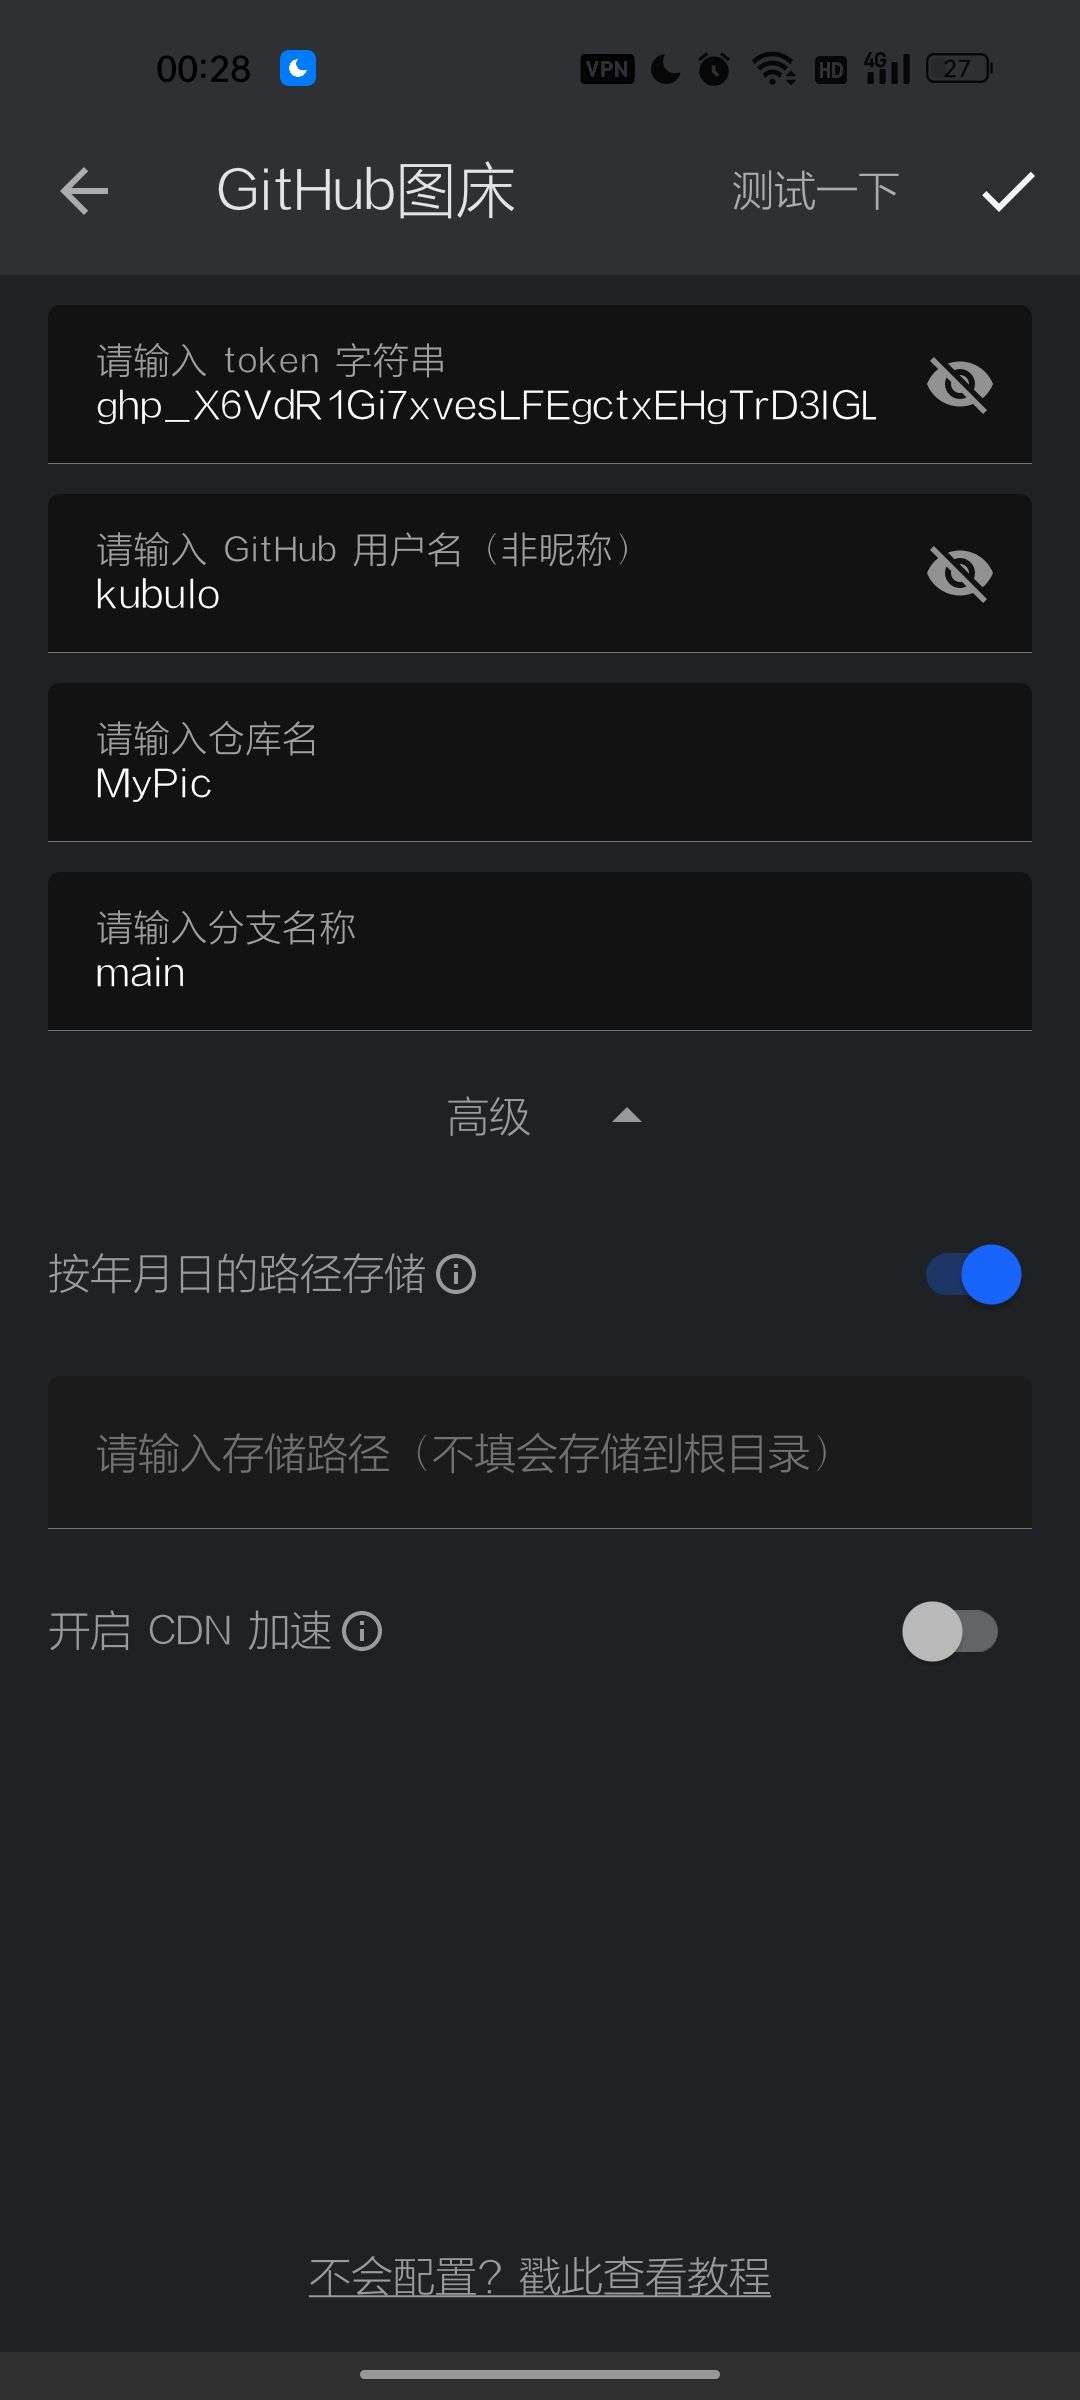 00:28
VPN
HD
4G
27
GitHub图床
测试一下
请输入 token 字符串
ghp_X6VdR1Gi7xvesLFEgctxEHgTrD3IGL
请输入 GitHub 用户名（非昵称）
kubulo
请输入仓库名
MyPic
请输入分支名称
main
高级
按年月日的路径存储
请输入存储路径（不填会存储到根目录）
开启 CDN 加速
不会配置？戳此查看教程